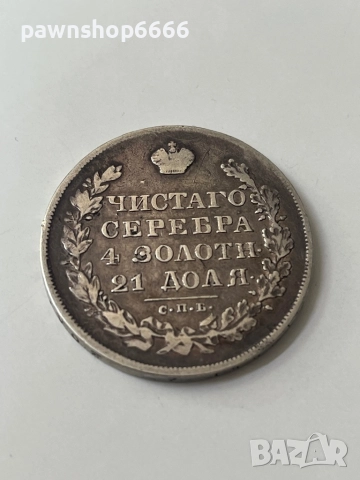 pawnshop6666
ЧИСТАГО
СЕРЕБРА
4 ЗОЛОТН.
21 ДОЛЯ.
С.П.Б.
BAZAR